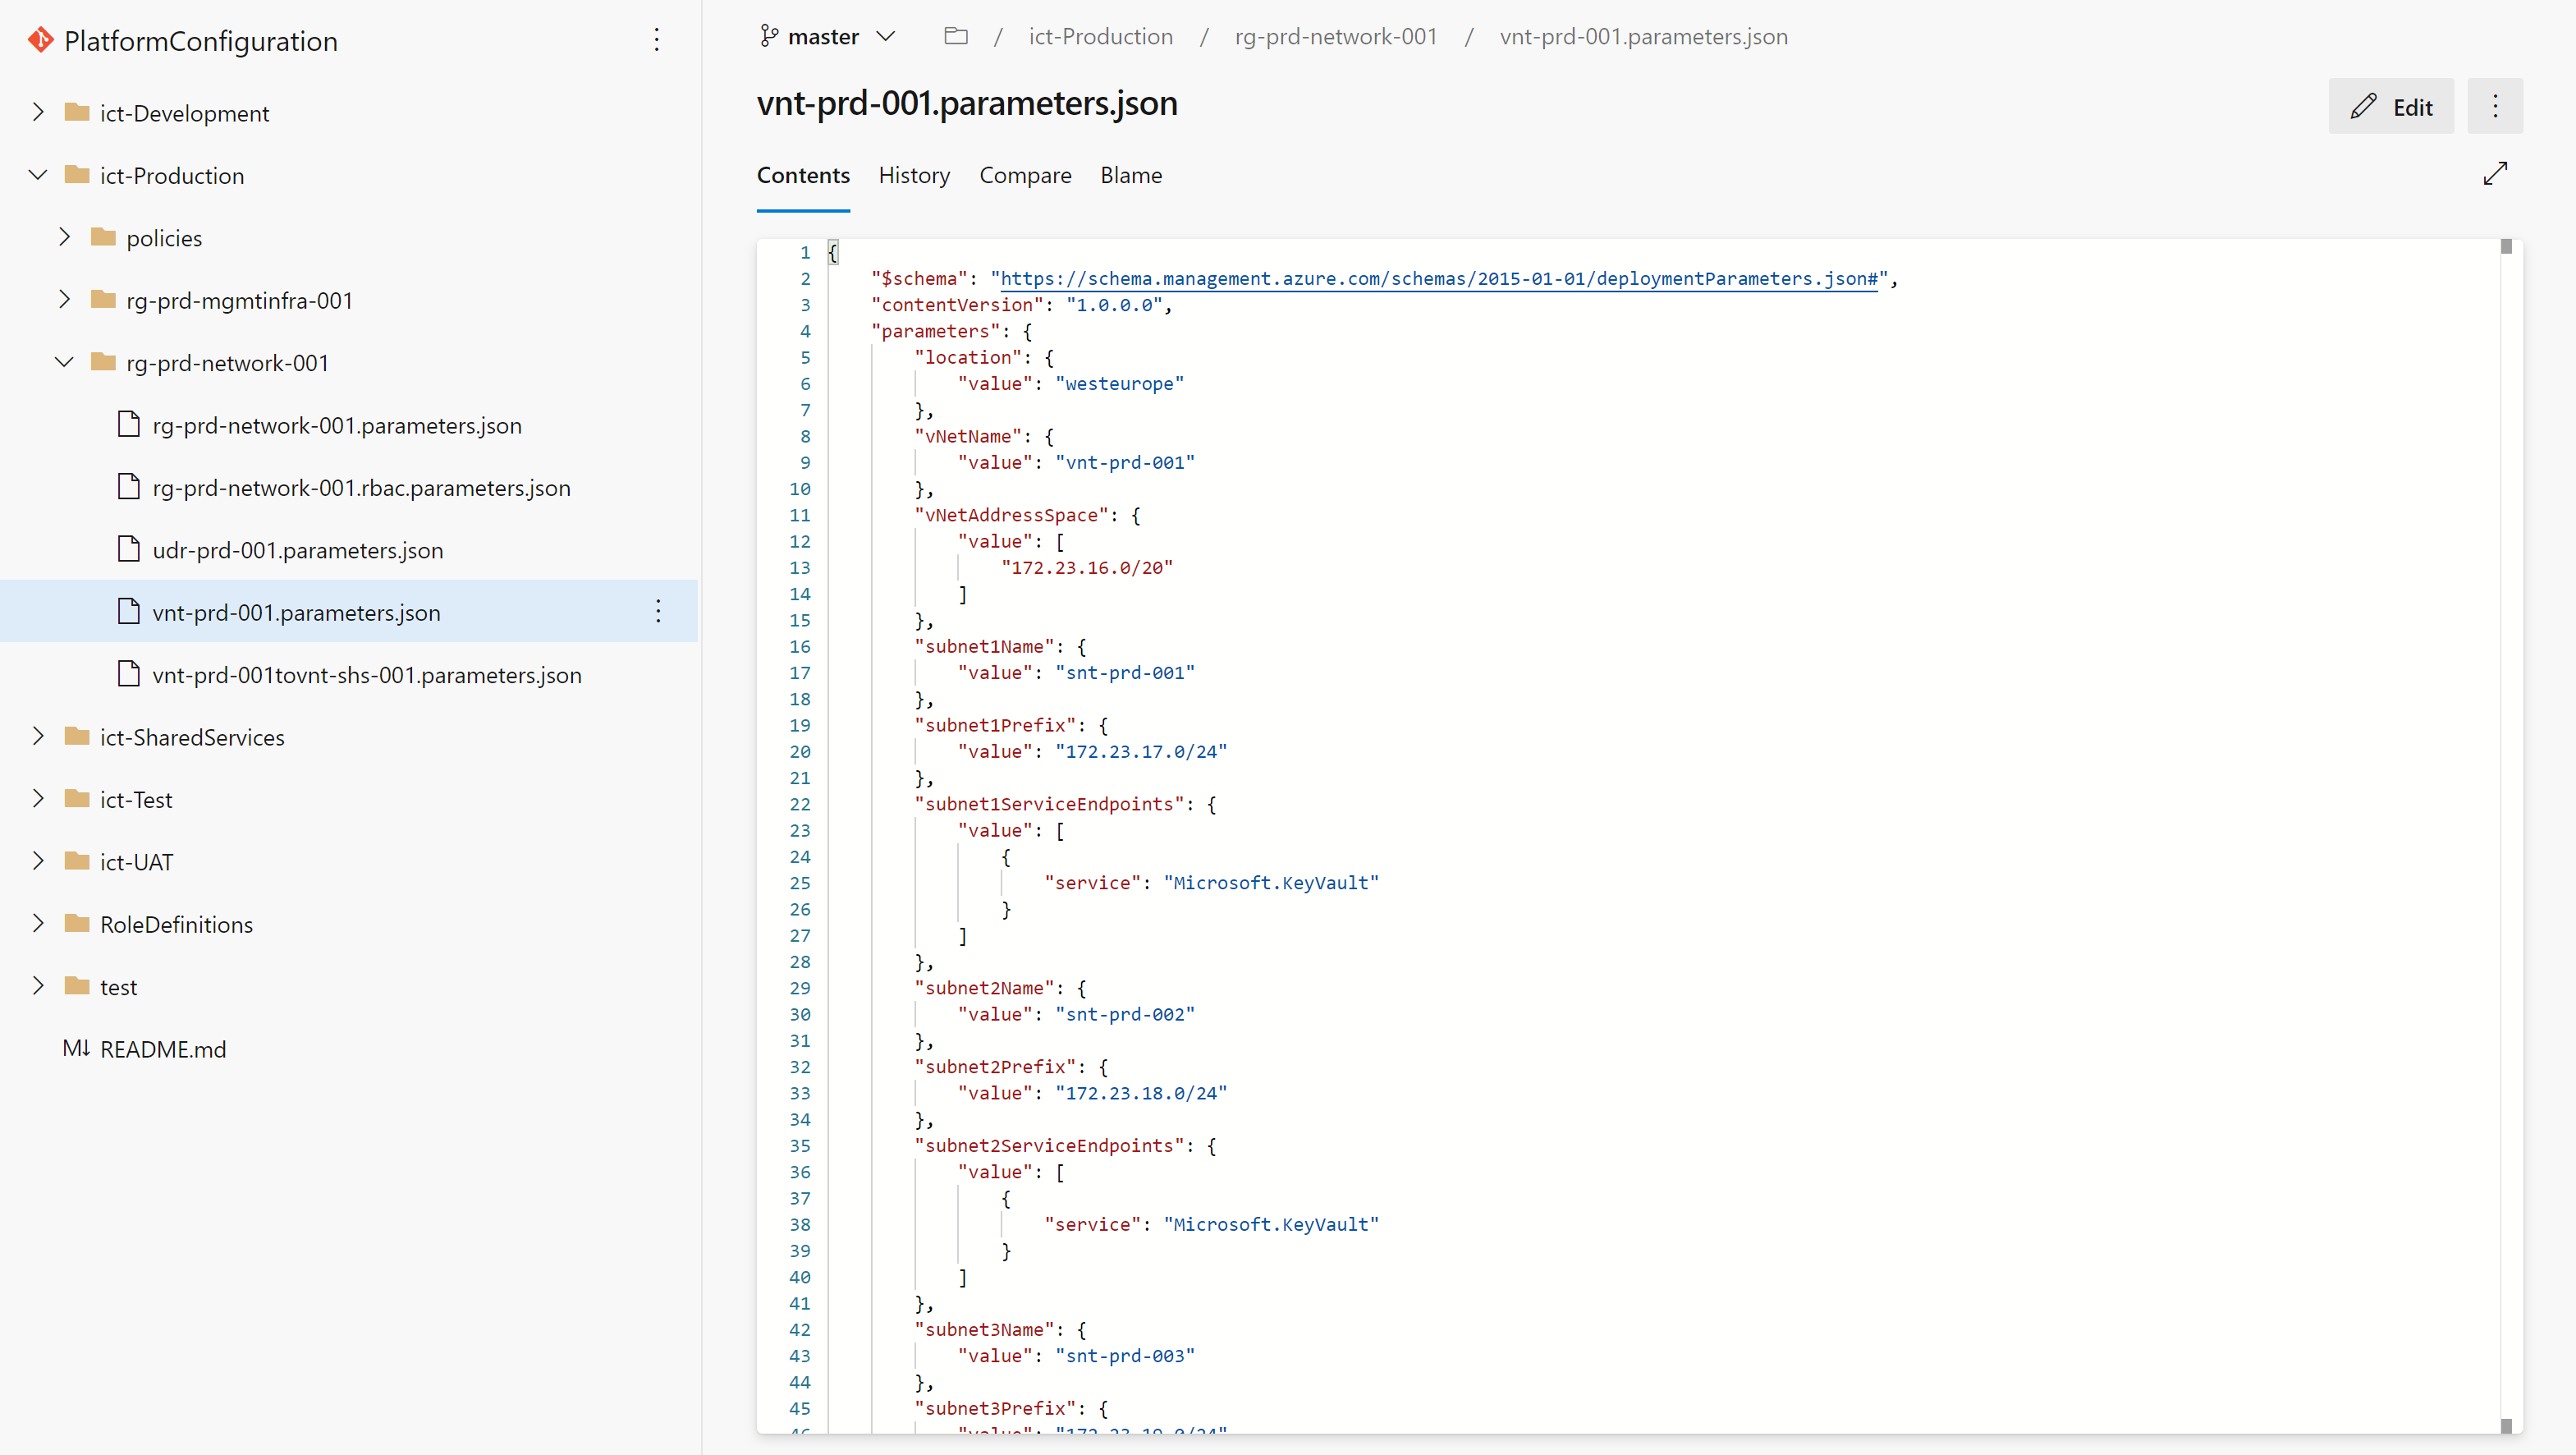 PlatformConfiguration
ict-Development
ict-Production
policies
rg-prd-mgmtinfra-001
rg-prd-network-001
rg-prd-network-001.parameters.json
rg-prd-network-001.rbac.parameters.json
udr-prd-001.parameters.json
vnt-prd-001.parameters.json
vnt-prd-001tovnt-shs-001.parameters.json
ict-SharedServices
ict-Test
ict-UAT
RoleDefinitions
test
M↓ README.md
master / ict-Production / rg-prd-network-001 / vnt-prd-001.parameters.json
vnt-prd-001.parameters.json
Edit
Contents History Compare Blame
1 {
2 "$schema": "https://schema.management.azure.com/schemas/2015-01-01/deploymentParameters.json#",
3 "contentVersion": "1.0.0.0",
4 "parameters": {
5 "location": {
6 "value": "westeurope"
7 },
8 "vNetName": {
9 "value": "vnt-prd-001"
10 },
11 "vNetAddressSpace": {
12 "value": [
13 "172.23.16.0/20"
14 ]
15 },
16 "subnet1Name": {
17 "value": "snt-prd-001"
18 },
19 "subnet1Prefix": {
20 "value": "172.23.17.0/24"
21 },
22 "subnet1ServiceEndpoints": {
23 "value": [
24 {
25 "service": "Microsoft.KeyVault"
26 }
27 ]
28 },
29 "subnet2Name": {
30 "value": "snt-prd-002"
31 },
32 "subnet2Prefix": {
33 "value": "172.23.18.0/24"
34 },
35 "subnet2ServiceEndpoints": {
36 "value": [
37 {
38 "service": "Microsoft.KeyVault"
39 }
40 ]
41 },
42 "subnet3Name": {
43 "value": "snt-prd-003"
44 },
45 "subnet3Prefix": {
46 "value": "172.23.19.0/24"